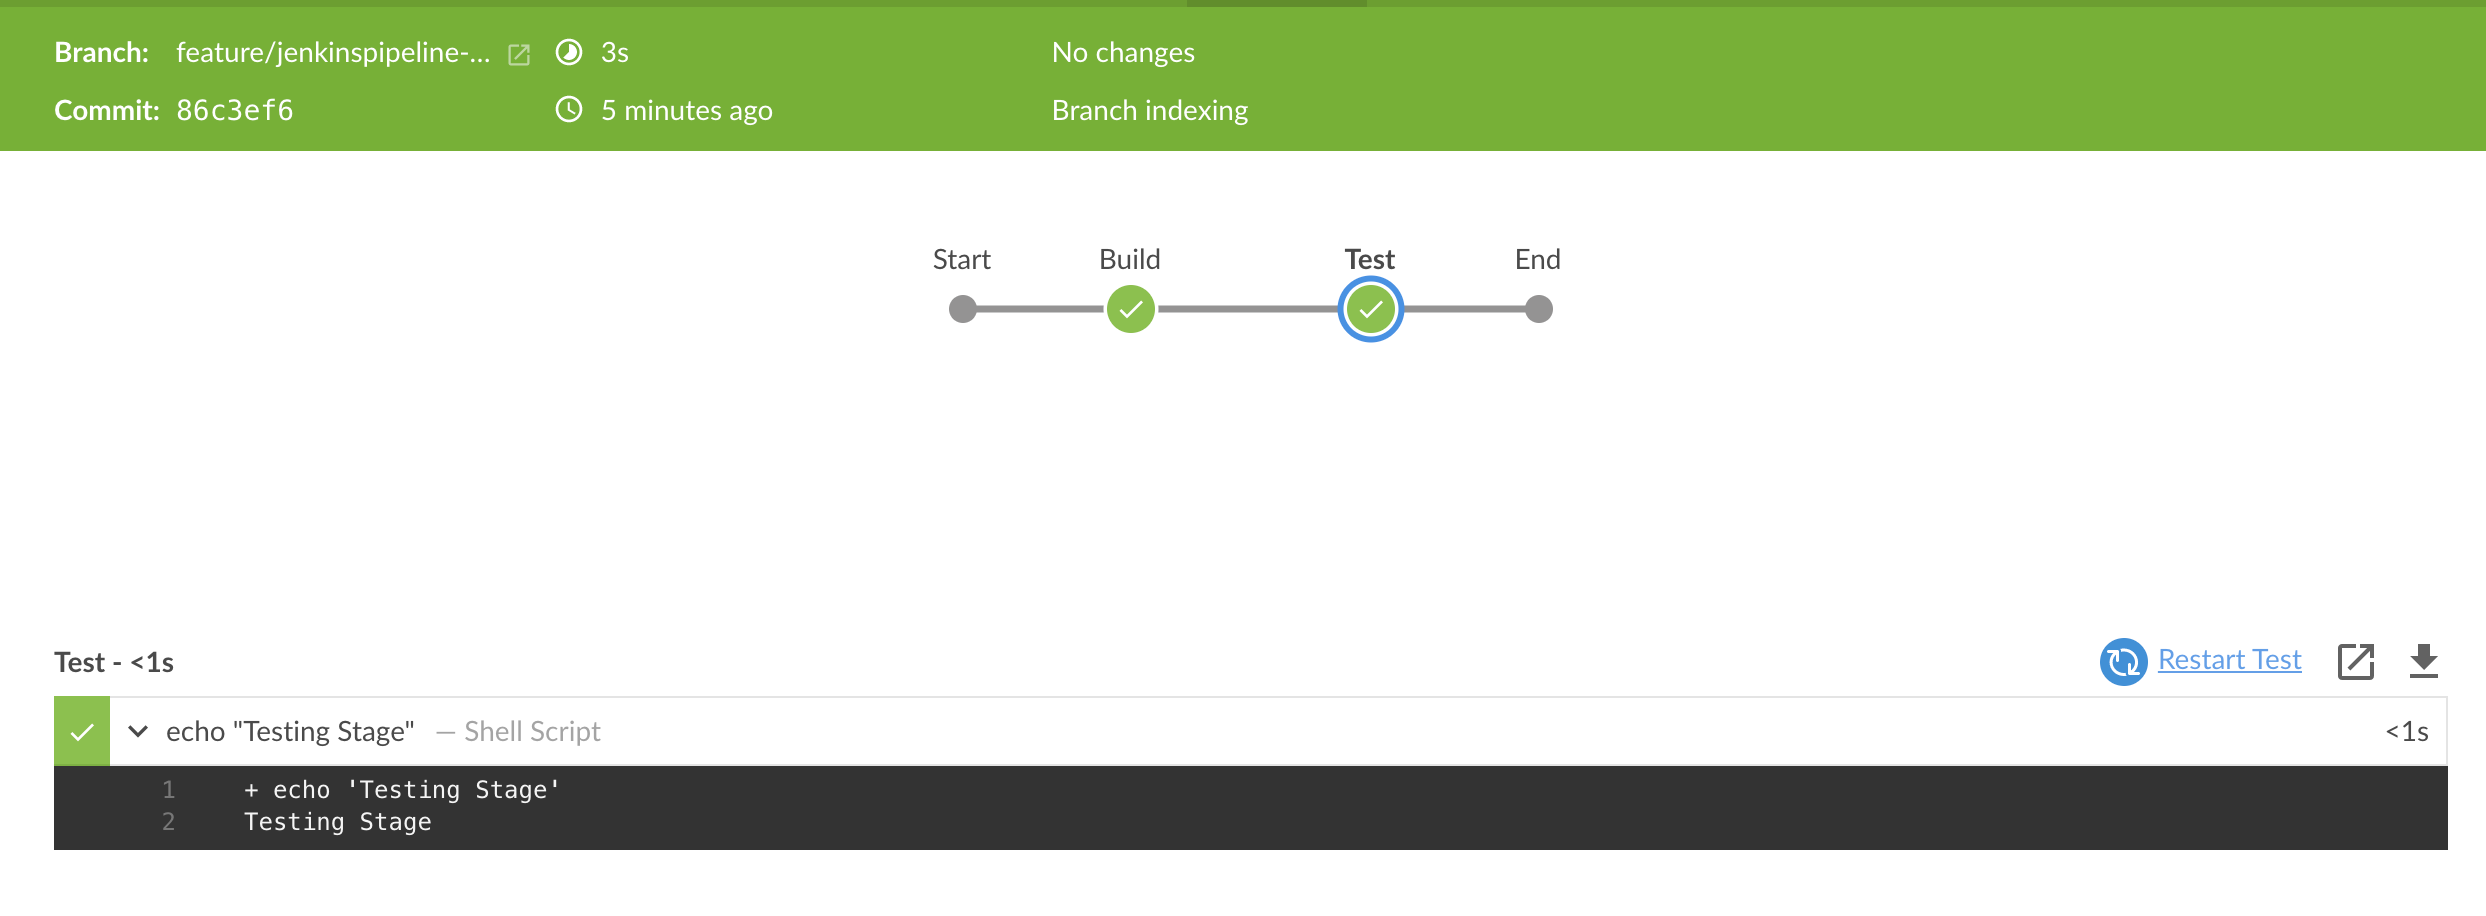 Branch: feature/jenkinspipeline-... 3s No changes
Commit: 86c3ef6 5 minutes ago Branch indexing
Start Build Test End
Test - <1s Restart Test
echo "Testing Stage" — Shell Script <1s
1 + echo 'Testing Stage'
2 Testing Stage